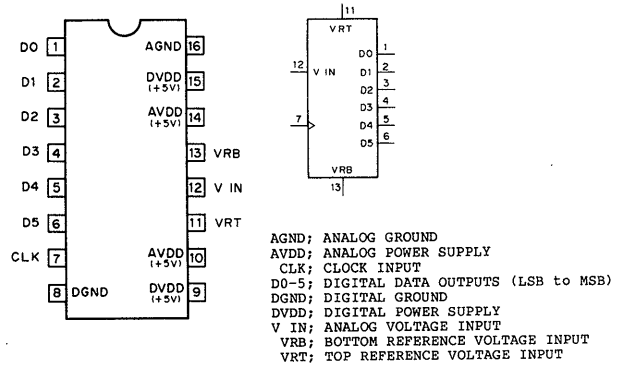 D0 1 AGND 16
D1 2 DVDD (+5V) 15
D2 3 AVDD (+5V) 14
D3 4 13 VRB
D4 5 12 V IN
D5 6 11 VRT
CLK 7 AVDD (+5V) 10
8 DGND DVDD (+5V) 9
11
VRT
D0 1
12 V IN D1 2
D2 3
D3 4
7 D4 5
D5 6
VRB
13
AGND; ANALOG GROUND
AVDD; ANALOG POWER SUPPLY
CLK; CLOCK INPUT
D0-5; DIGITAL DATA OUTPUTS (LSB to MSB)
DGND; DIGITAL GROUND
DVDD; DIGITAL POWER SUPPLY
V IN; ANALOG VOLTAGE INPUT
VRB; BOTTOM REFERENCE VOLTAGE INPUT
VRT; TOP REFERENCE VOLTAGE INPUT